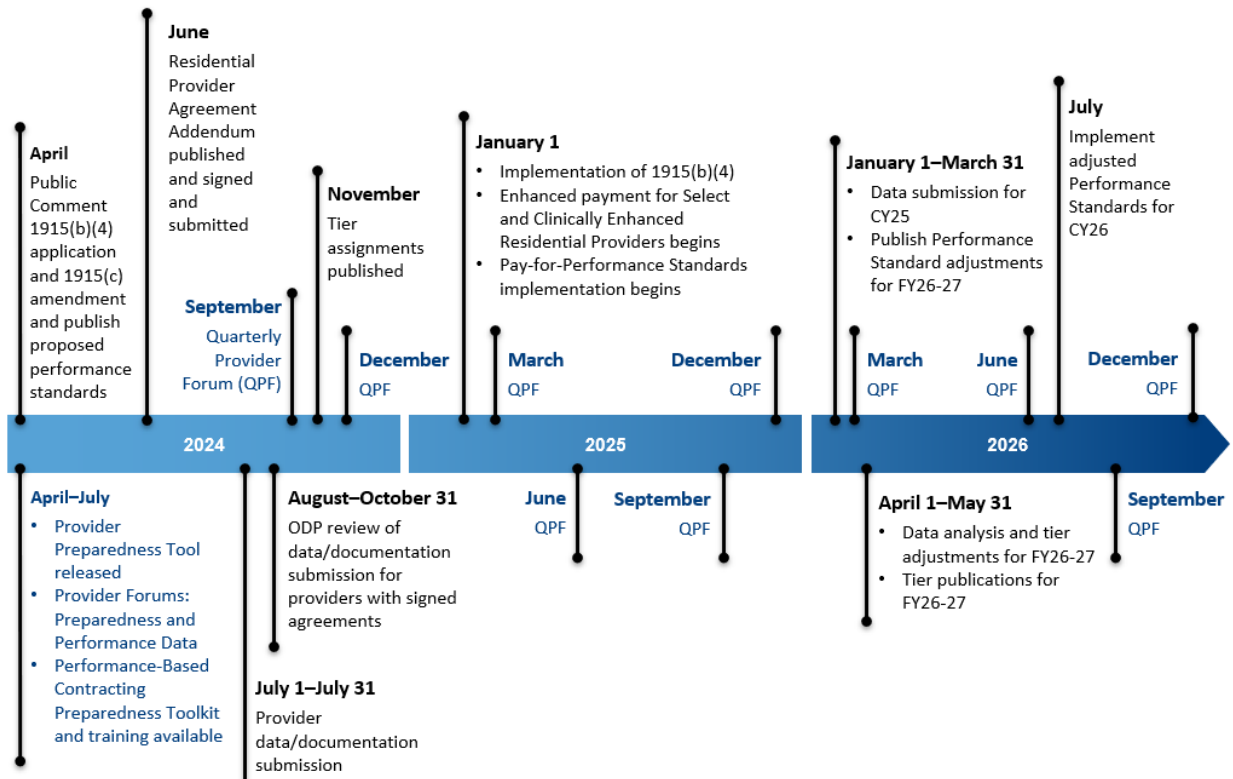 April
Public
Comment
1915(b)(4)
application
and 1915(c)
amendment
and publish
proposed
performance
standards
June
Residential
Provider
Agreement
Addendum
published
and signed
and
submitted
September
Quarterly
Provider
Forum (QPF)
November
Tier
assignments
published
December
QPF
January 1
• Implementation of 1915(b)(4)
• Enhanced payment for Select
and Clinically Enhanced
Residential Providers begins
• Pay-for-Performance Standards
implementation begins
March
QPF
December
QPF
January 1–March 31
• Data submission for
CY25
• Publish Performance
Standard adjustments
for FY26-27
March
QPF
June
QPF
July
Implement
adjusted
Performance
Standards for
CY26
December
QPF
2024
2025
2026
April–July
• Provider
Preparedness Tool
released
• Provider Forums:
Preparedness and
Performance Data
• Performance-Based
Contracting
Preparedness Toolkit
and training available
July 1–July 31
Provider
data/documentation
submission
August–October 31
ODP review of
data/documentation
submission for
providers with signed
agreements
June
QPF
September
QPF
April 1–May 31
• Data analysis and tier
adjustments for FY26-27
• Tier publications for
FY26-27
September
QPF